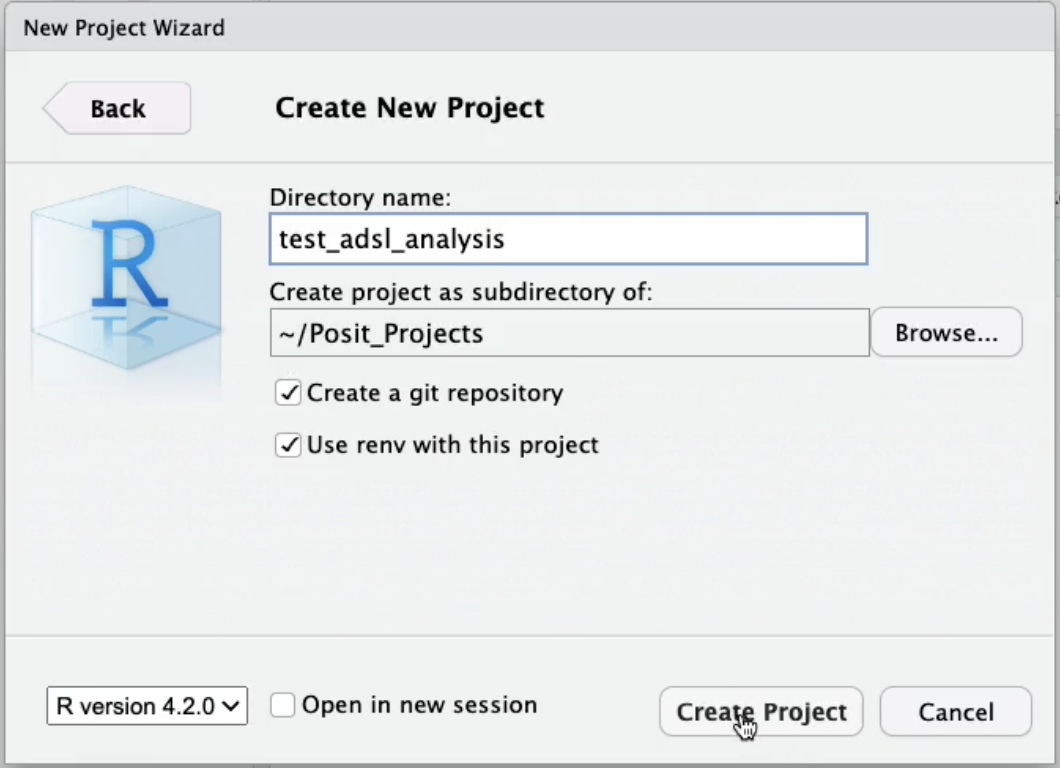 New Project Wizard
Back
Create New Project
R
Directory name:
test_adsl_analysis
Create project as subdirectory of:
~/Posit_Projects
Browse...
Create a git repository
Use renv with this project
R version 4.2.0
Open in new session
Create Project
Cancel